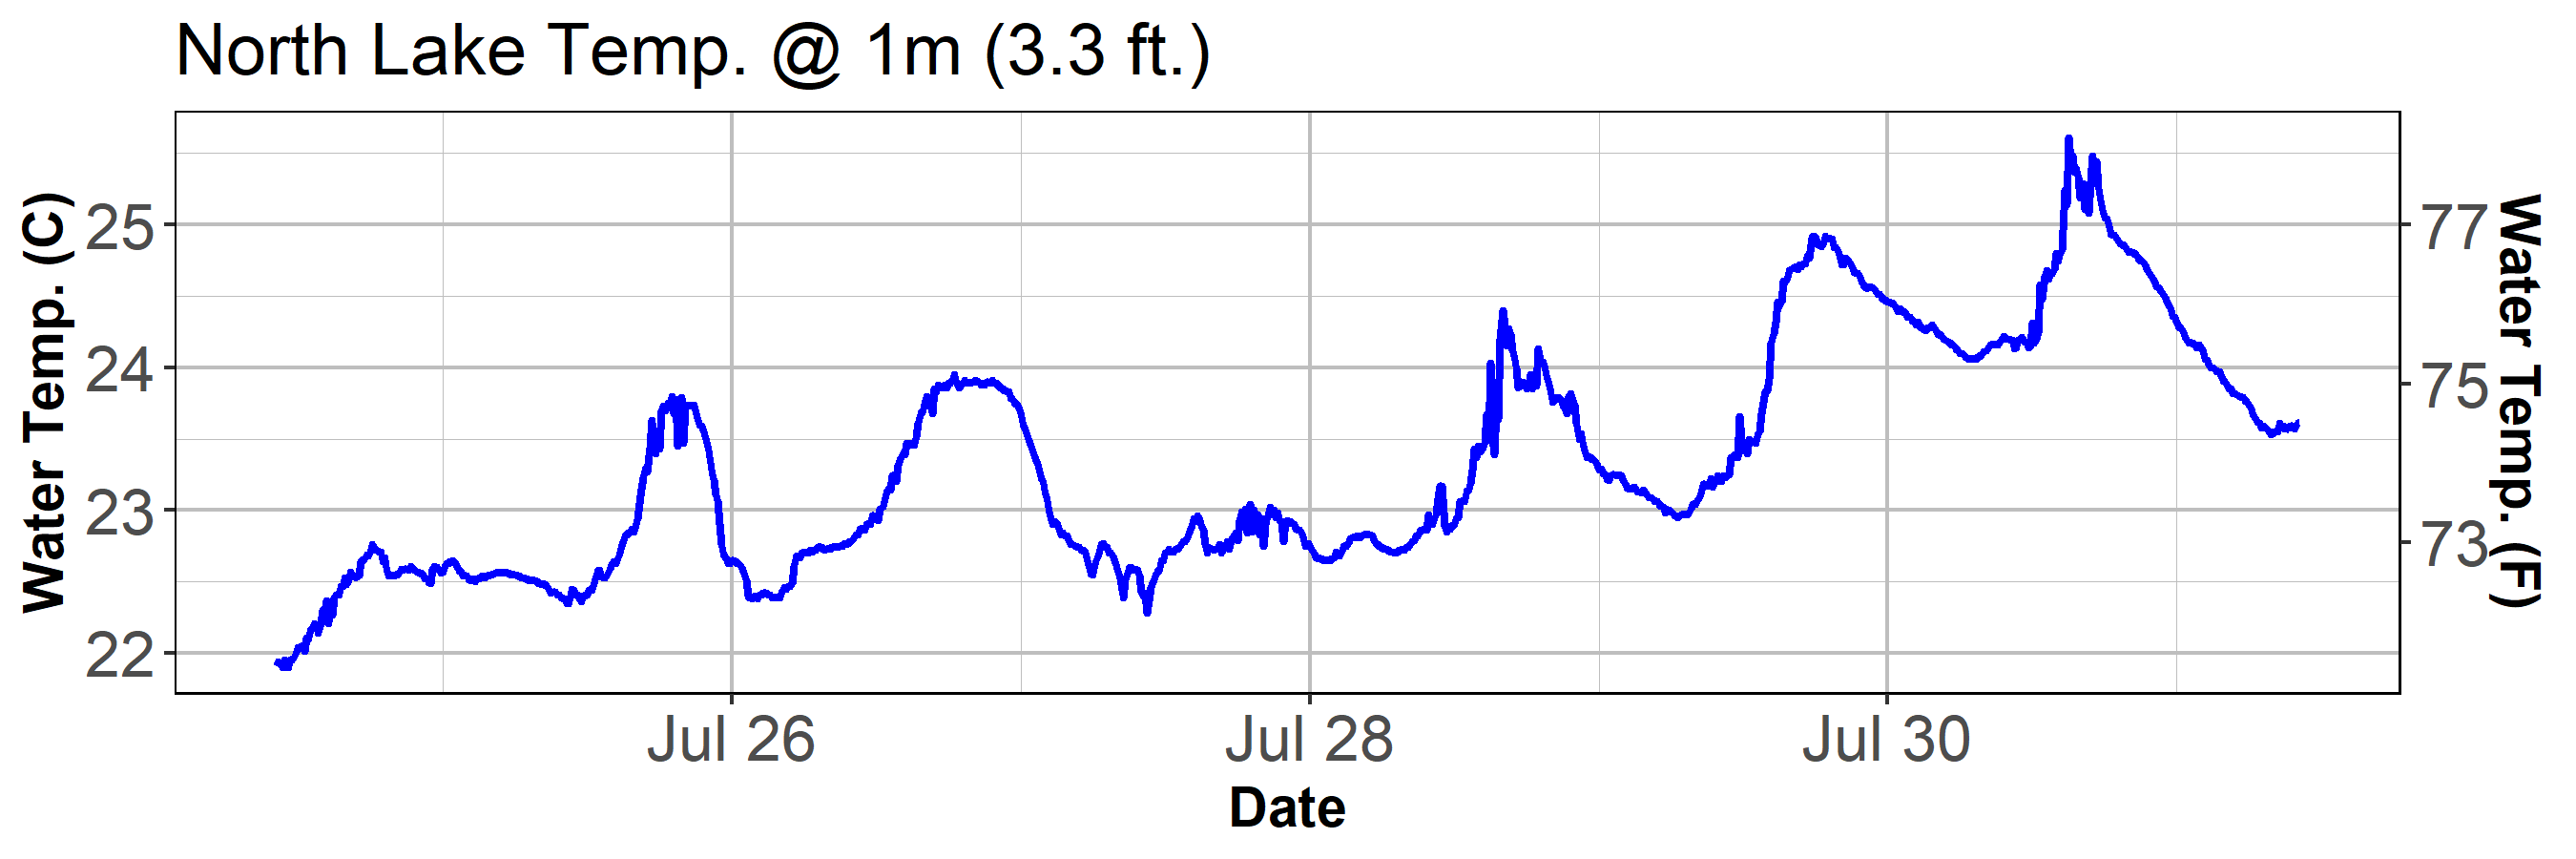 North Lake Temp. @ 1m (3.3 ft.)
Water Temp. (C)
25
24
23
22
77
75
73
Water Temp. (F)
Jul 26 Jul 28 Jul 30
Date